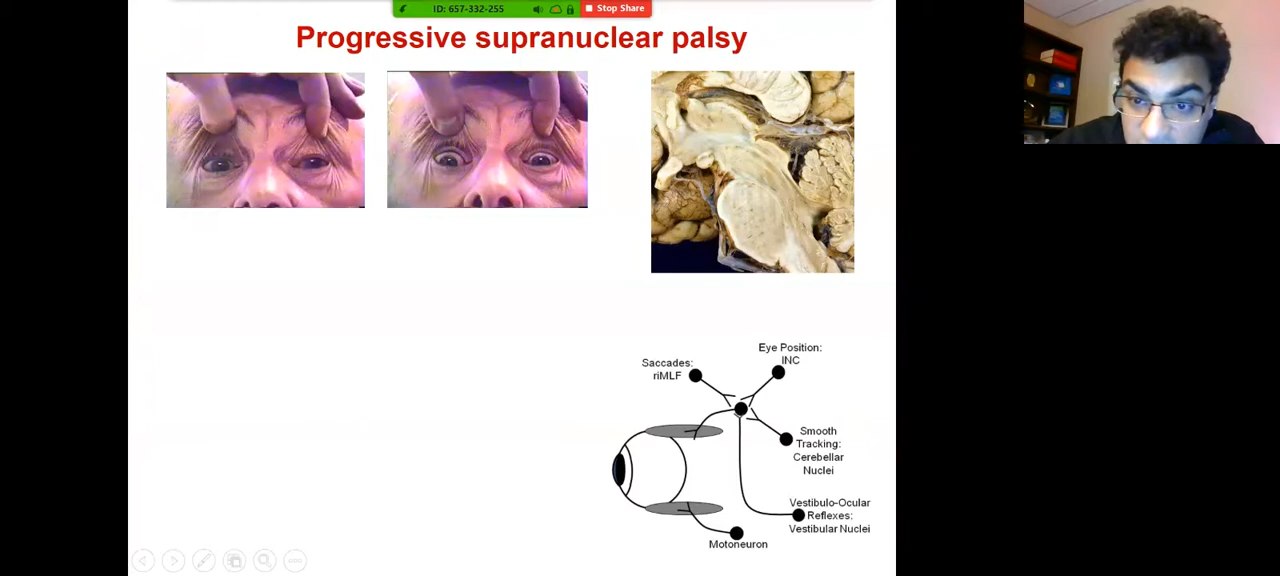 ID: 657-332-255
Stop Share
Progressive supranuclear palsy
Eye Position:
INC
Saccades:
riMLF
Smooth
Tracking:
Cerebellar
Nuclei
Vestibulo-Ocular
Reflexes:
Vestibular Nuclei
Motoneuron